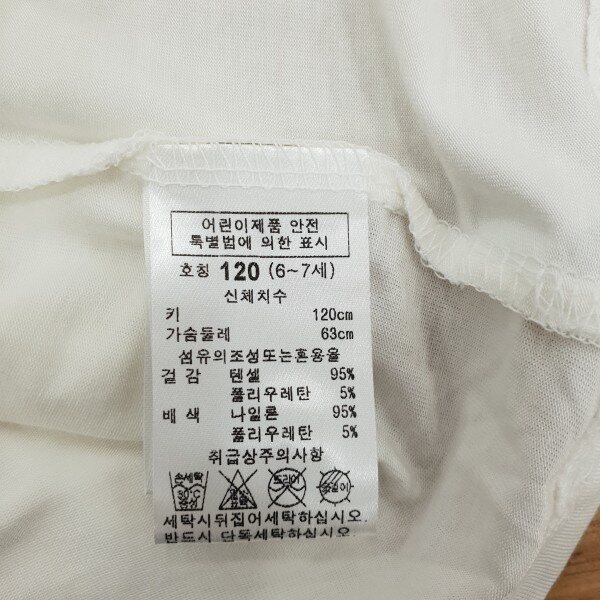 어린이제품 안전
특별법에 의한 표시
호칭 120 (6~7세)
신체치수
키 120cm
가슴둘레 63cm
섬유의조성또는혼용율
겉감 텐셀 95%
폴리우레탄 5%
배색 나일론 95%
폴리우레탄 5%
취급상주의사항
손세탁 30℃ 중성 드라이
세탁시뒤집어세탁하십시오.
반드시 단독세탁하십시오.